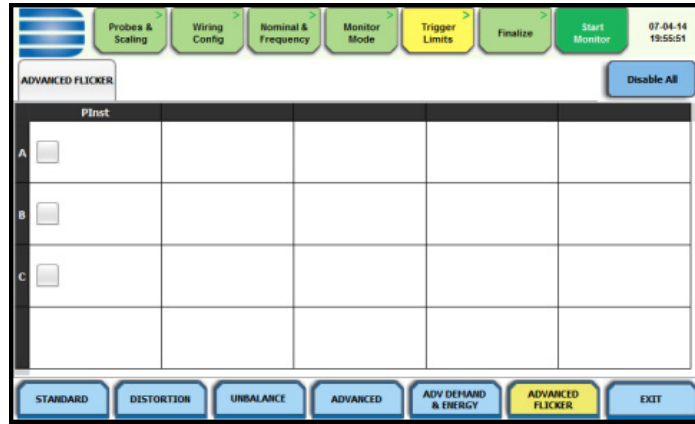 Probes &
Scaling
Wiring
Config
Nominal &
Frequency
Monitor
Mode
Trigger
Limits
Finalize
Start
Monitor
07-04-14
19:55:51
ADVANCED FLICKER
Disable All
PInst
A
B
C
STANDARD
DISTORTION
UNBALANCE
ADVANCED
ADV DEMAND
& ENERGY
ADVANCED
FLICKER
EXIT